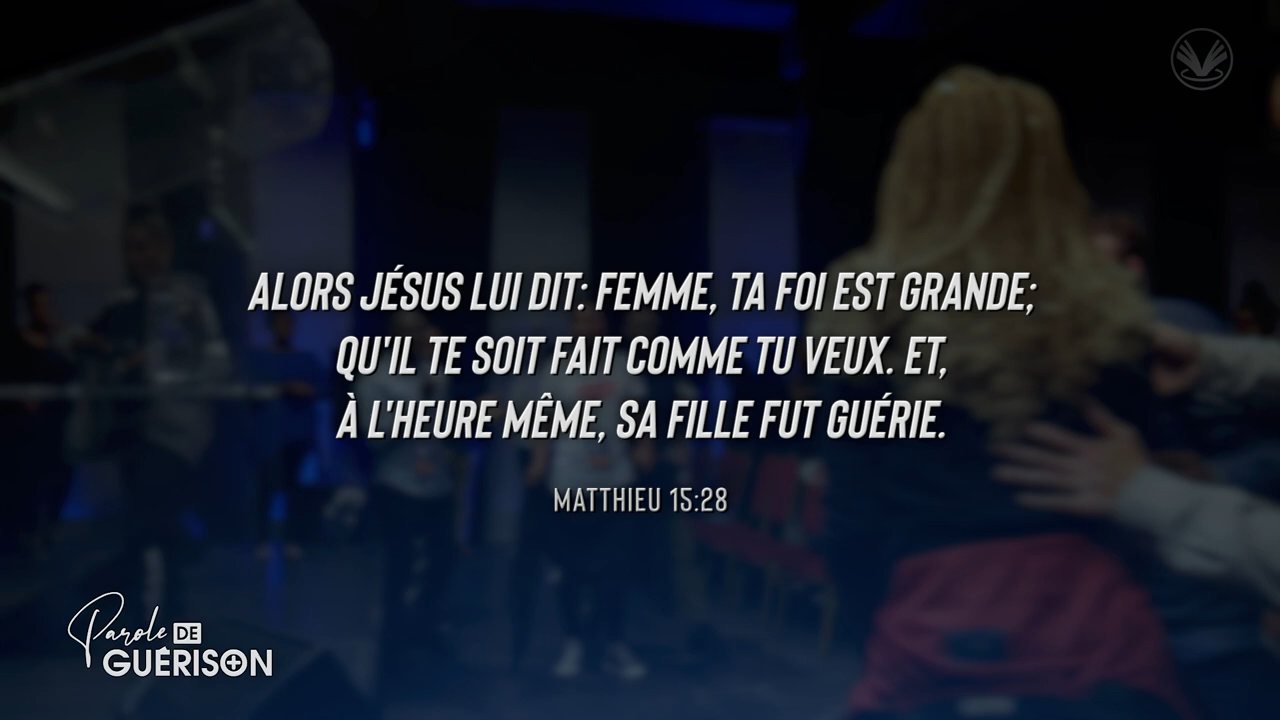 ALORS JÉSUS LUI DIT: FEMME, TA FOI EST GRANDE;
QU'IL TE SOIT FAIT COMME TU VEUX. ET,
À L'HEURE MÊME, SA FILLE FUT GUÉRIE.
MATTHIEU 15:28
Parole DE
GUÉRISON